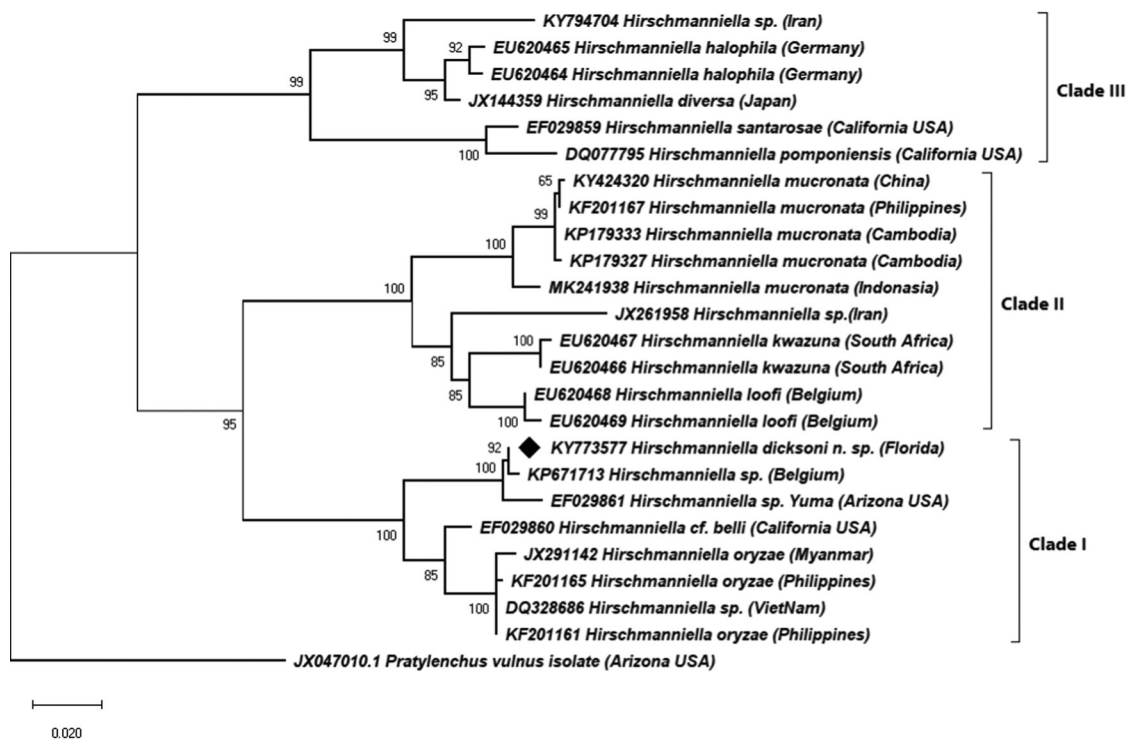 KY794704 Hirschmanniella sp. (Iran)
99
92
EU620465 Hirschmanniella halophila (Germany)
EU620464 Hirschmanniella halophila (Germany)
99
95
JX144359 Hirschmanniella diversa (Japan)
Clade III
EF029859 Hirschmanniella santarosae (California USA)
100
DQ077795 Hirschmanniella pomponiensis (California USA)
65
KY424320 Hirschmanniella mucronata (China)
99
KF201167 Hirschmanniella mucronata (Philippines)
KP179333 Hirschmanniella mucronata (Cambodia)
100
KP179327 Hirschmanniella mucronata (Cambodia)
100
MK241938 Hirschmanniella mucronata (Indonasia)
Clade II
JX261958 Hirschmanniella sp.(Iran)
100
EU620467 Hirschmanniella kwazuna (South Africa)
85
EU620466 Hirschmanniella kwazuna (South Africa)
85
EU620468 Hirschmanniella loofi (Belgium)
100
EU620469 Hirschmanniella loofi (Belgium)
95
92
KY773577 Hirschmanniella dicksoni n. sp. (Florida)
100
KP671713 Hirschmanniella sp. (Belgium)
EF029861 Hirschmanniella sp. Yuma (Arizona USA)
100
EF029860 Hirschmanniella cf. belli (California USA)
Clade I
JX291142 Hirschmanniella oryzae (Myanmar)
85
KF201165 Hirschmanniella oryzae (Philippines)
100
DQ328686 Hirschmanniella sp. (VietNam)
KF201161 Hirschmanniella oryzae (Philippines)
JX047010.1 Pratylenchus vulnus isolate (Arizona USA)
0.020